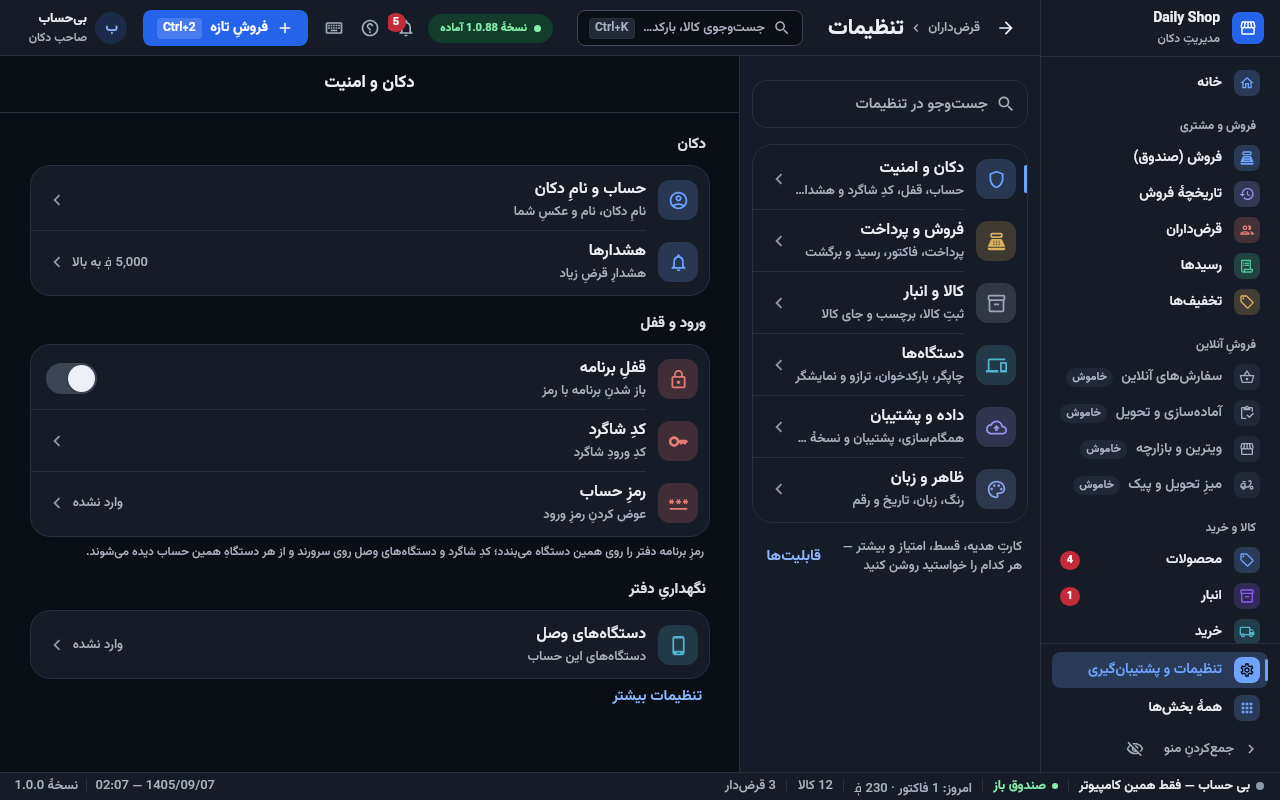 Daily Shop
مدیریتِ دکان
خانه
فروش و مشتری
فروش (صندوق)
تاریخچهٔ فروش
قرض‌داران
رسیدها
تخفیف‌ها
فروشِ آنلاین
سفارش‌های آنلاین
خاموش
آماده‌سازی و تحویل
خاموش
ویترین و بازارچه
خاموش
میزِ تحویل و پیک
خاموش
کالا و خرید
محصولات
4
انبار
1
خرید
تنظیمات و پشتیبان‌گیری
همهٔ بخش‌ها
جمع‌کردنِ منو
قرض‌داران
تنظیمات
جست‌وجوی کالا، بارکد…
Ctrl+K
نسخهٔ 1.0.88 آماده
5
فروشِ تازه
Ctrl+2
بی‌حساب
صاحب دکان
ب
جست‌وجو در تنظیمات
دکان و امنیت
حساب، قفل، کدِ شاگرد و هشدا…
فروش و پرداخت
پرداخت، فاکتور، رسید و برگشت
کالا و انبار
ثبتِ کالا، برچسب و جای کالا
دستگاه‌ها
چاپگر، بارکدخوان، ترازو و نمایشگر
داده و پشتیبان
همگام‌سازی، پشتیبان و نسخهٔ …
ظاهر و زبان
رنگ، زبان، تاریخ و رقم
کارتِ هدیه، قسط، امتیاز و بیشتر —
هر کدام را خواستید روشن کنید
قابلیت‌ها
دکان و امنیت
دکان
حساب و نامِ دکان
نامِ دکان، نام و عکسِ شما
هشدارها
هشدارِ قرضِ زیاد
5,000 ؋ به بالا
ورود و قفل
قفلِ برنامه
باز شدنِ برنامه با رمز
کدِ شاگرد
کدِ ورودِ شاگرد
رمزِ حساب
عوض کردنِ رمزِ ورود
وارد نشده
رمزِ برنامه دفتر را روی همین دستگاه می‌بندد؛ کدِ شاگرد و دستگاه‌های وصل روی سرورند و از هر دستگاهِ همین حساب دیده می‌شوند.
نگهداریِ دفتر
دستگاه‌های وصل
دستگاه‌های این حساب
وارد نشده
تنظیمات بیشتر
بی حساب — فقط همین کامپیوتر
صندوق باز
امروز: 1 فاکتور · 230 ؋
12 کالا
3 قرض‌دار
1405/09/07 — 02:07
نسخهٔ 1.0.0